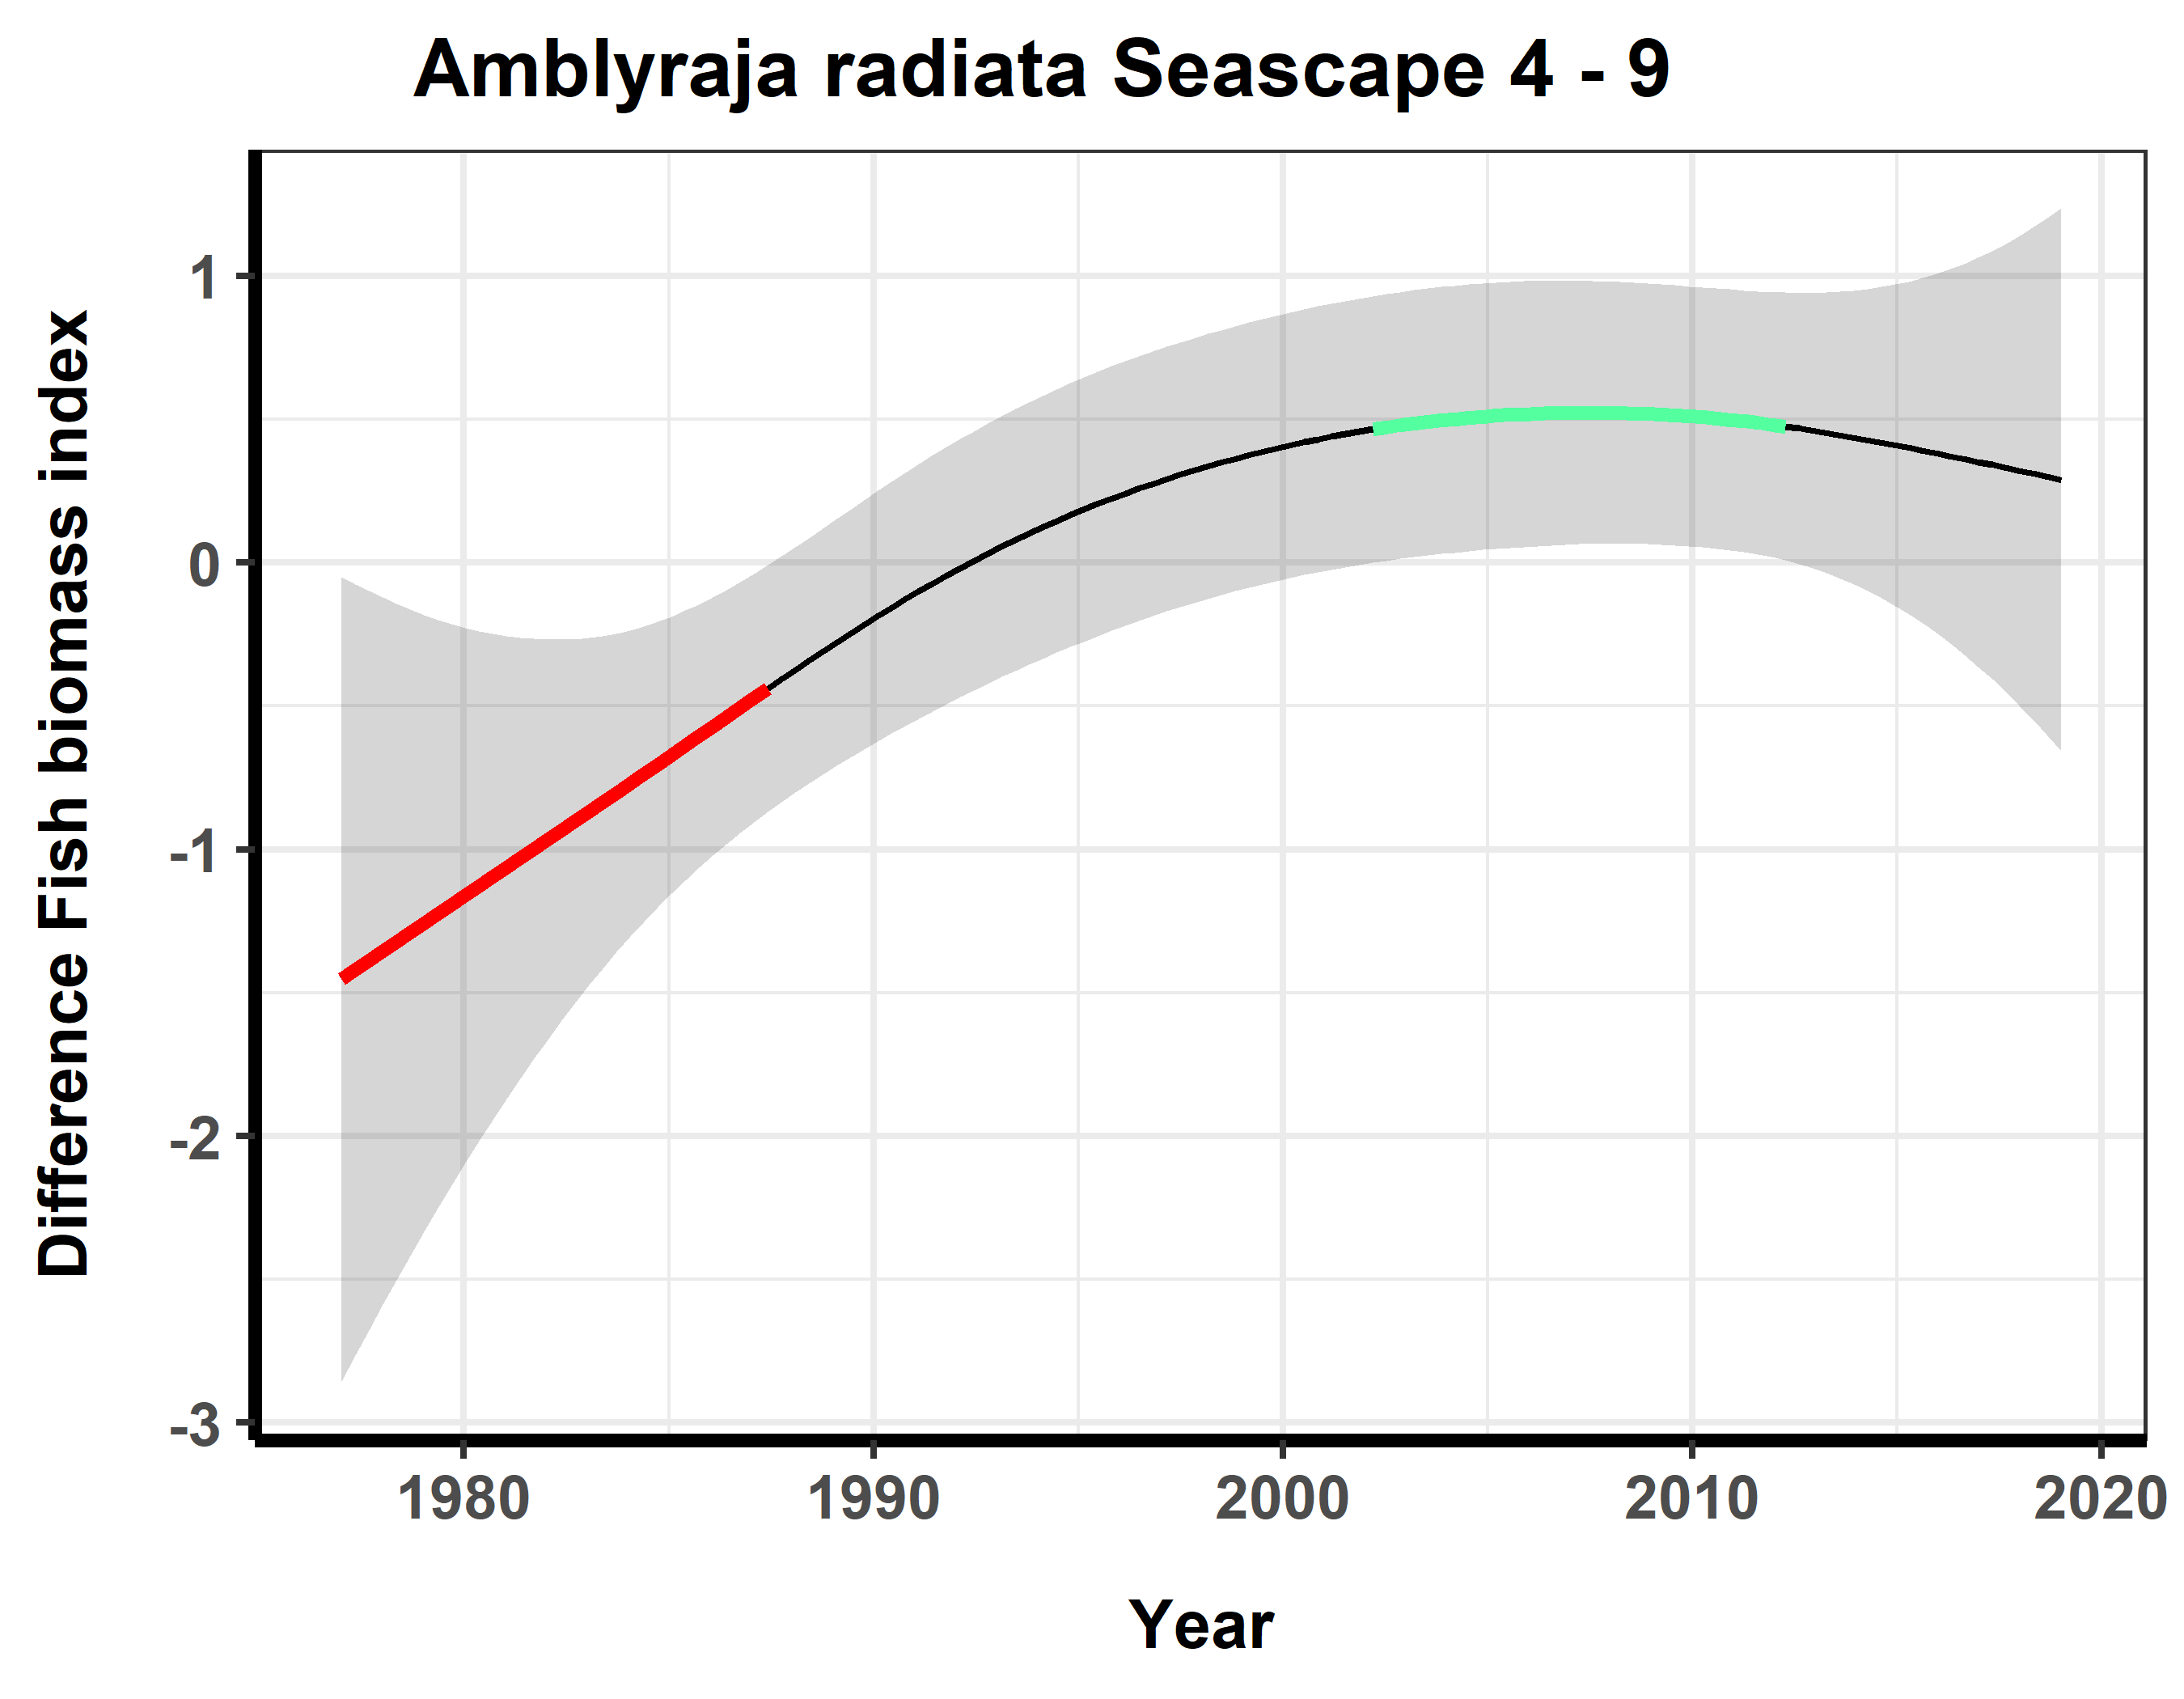 Amblyraja radiata Seascape 4 - 9
Difference Fish biomass index
1
0
-1
-2
-3
1980 1990 2000 2010 2020
Year